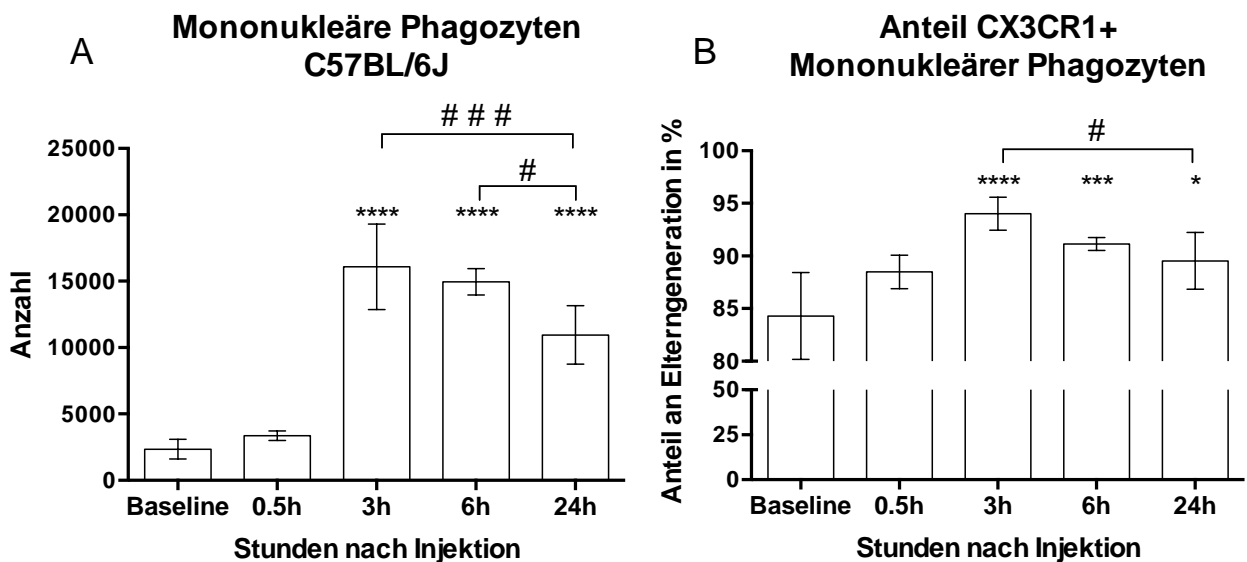 A
Mononukleäre Phagozyten
C57BL/6J
# # #
#
**** **** ****
25000
20000
15000
10000
5000
0
Anzahl
Baseline 0.5h 3h 6h 24h
Stunden nach Injektion
B
Anteil CX3CR1+
Mononukleärer Phagozyten
#
**** *** *
100
95
90
85
80
50
25
0
Anteil an Elterngeneration in %
Baseline 0.5h 3h 6h 24h
Stunden nach Injektion